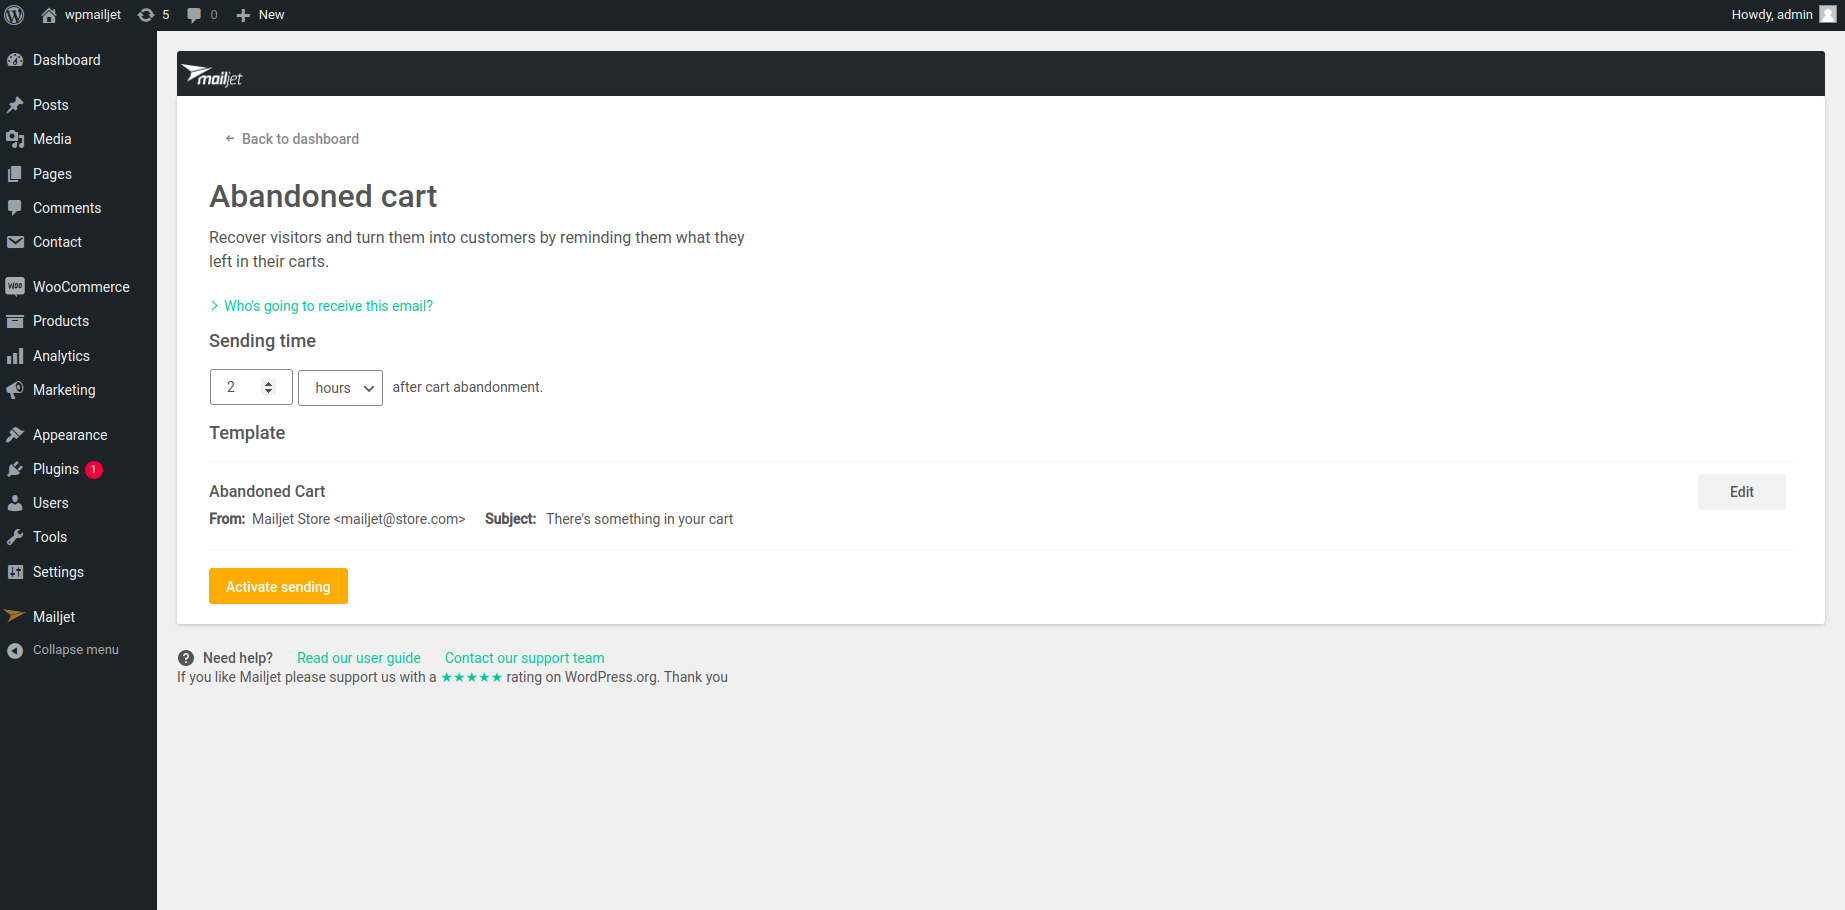 wpmailjet 5 0 New Howdy, admin
Dashboard
Posts
Media
Pages
Comments
Contact
WooCommerce
Products
Analytics
Marketing
Appearance
Plugins 1
Users
Tools
Settings
Mailjet
Collapse menu
mailjet
← Back to dashboard
Abandoned cart
Recover visitors and turn them into customers by reminding them what they
left in their carts.
Who's going to receive this email?
Sending time
2 hours after cart abandonment.
Template
Abandoned Cart
Edit
From: Mailjet Store <mailjet@store.com> Subject: There's something in your cart
Activate sending
Need help? Read our user guide Contact our support team
If you like Mailjet please support us with a ★★★★★ rating on WordPress.org. Thank you